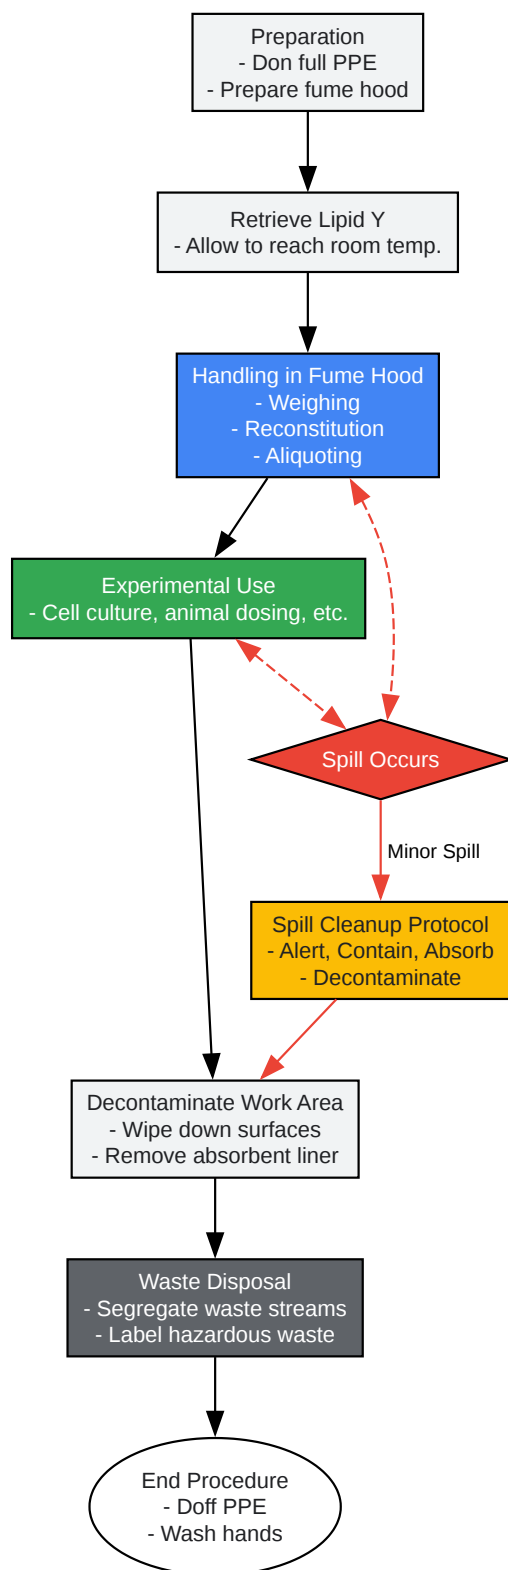 Preparation
- Don full PPE
- Prepare fume hood
Retrieve Lipid Y
- Allow to reach room temp.
Handling in Fume Hood
- Weighing
- Reconstitution
- Aliquoting
Experimental Use
- Cell culture, animal dosing, etc.
Spill Occurs
Minor Spill
Spill Cleanup Protocol
- Alert, Contain, Absorb
- Decontaminate
Decontaminate Work Area
- Wipe down surfaces
- Remove absorbent liner
Waste Disposal
- Segregate waste streams
- Label hazardous waste
End Procedure
- Doff PPE
- Wash hands